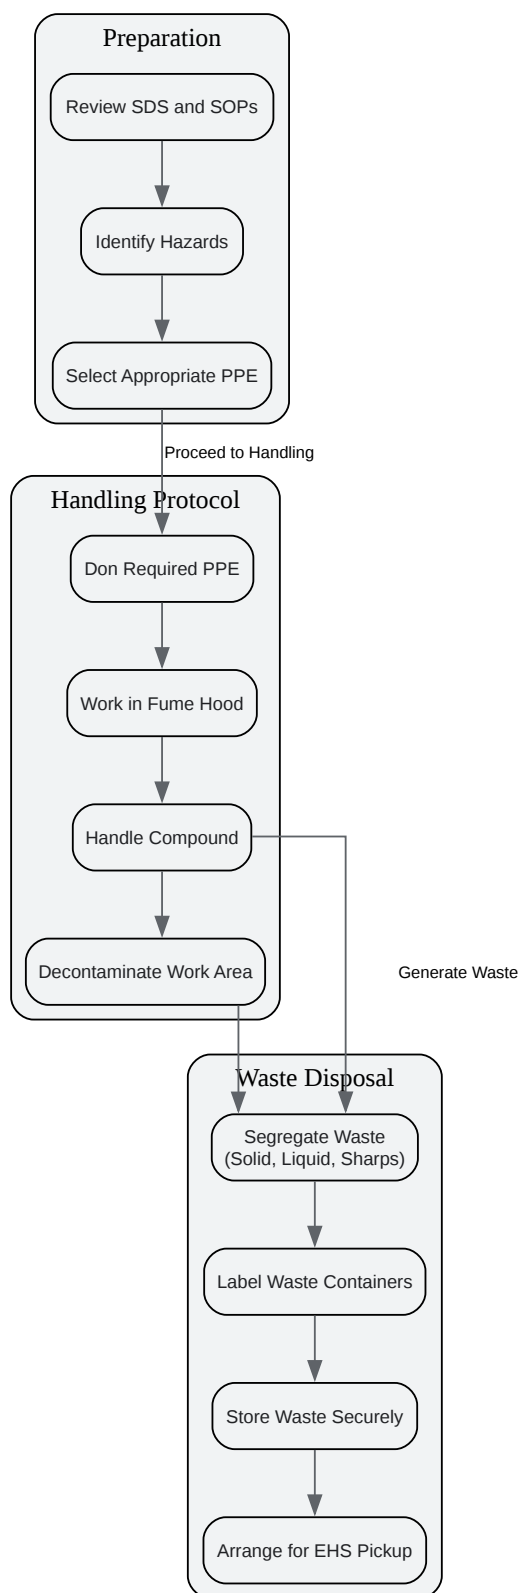 Preparation
Review SDS and SOPs
Identify Hazards
Select Appropriate PPE
Proceed to Handling
Handling Protocol
Don Required PPE
Work in Fume Hood
Handle Compound
Decontaminate Work Area
Generate Waste
Waste Disposal
Segregate Waste
(Solid, Liquid, Sharps)
Label Waste Containers
Store Waste Securely
Arrange for EHS Pickup